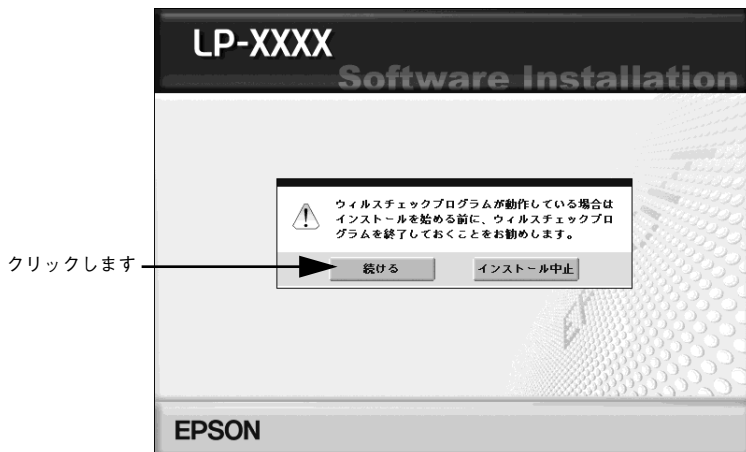 LP-XXXX
Software Installation
ウィルスチェックプログラムが動作している場合は
インストールを始める前に、ウィルスチェックプロ
グラムを終了しておくことをお勧めします。
クリックします
続ける
インストール中止
EPSON